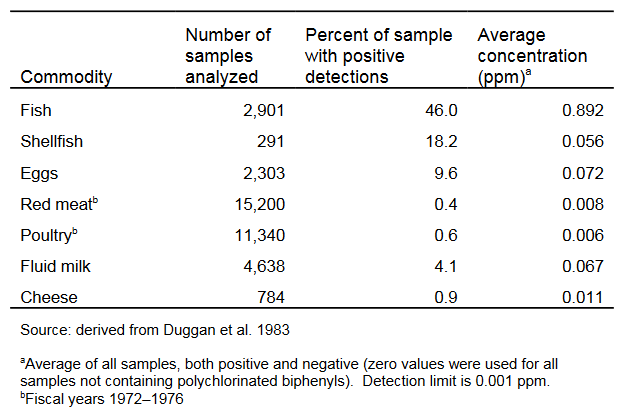 Commodity Number of samples analyzed Percent of sample with positive detections Average concentration (ppm)a
Fish 2,901 46.0 0.892
Shellfish 291 18.2 0.056
Eggs 2,303 9.6 0.072
Red meatb 15,200 0.4 0.008
Poultryb 11,340 0.6 0.006
Fluid milk 4,638 4.1 0.067
Cheese 784 0.9 0.011
Source: derived from Duggan et al. 1983
aAverage of all samples, both positive and negative (zero values were used for all
samples not containing polychlorinated biphenyls). Detection limit is 0.001 ppm.
bFiscal years 1972–1976